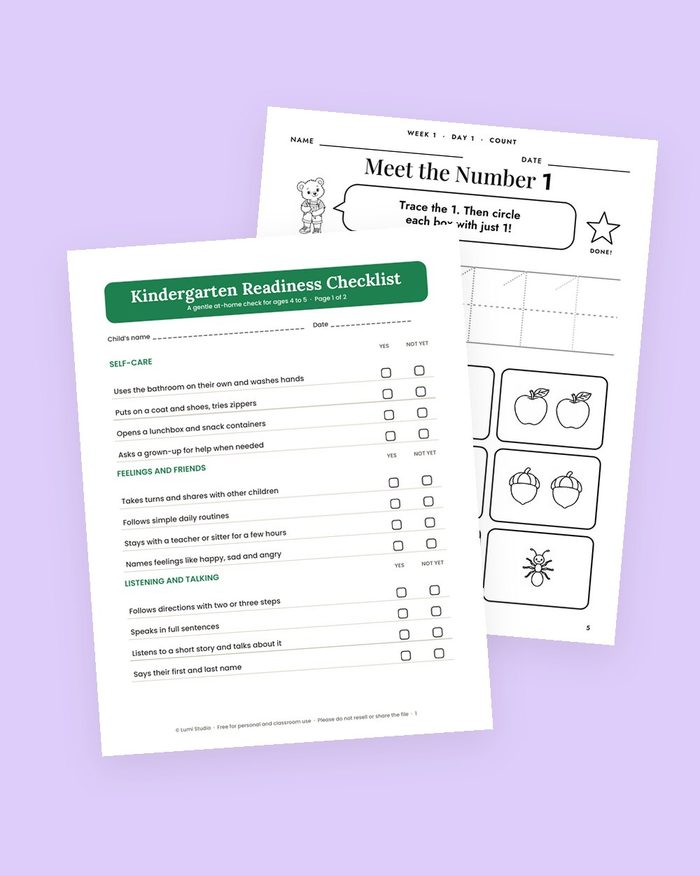 WEEK 1 · DAY 1 · COUNT
NAME
DATE
Meet the Number 1
Trace the 1. Then circle
each box with just 1!
DONE!
5
Kindergarten Readiness Checklist
A gentle at-home check for ages 4 to 5 · Page 1 of 2
Child's name
Date
SELF-CARE
YES NOT YET
Uses the bathroom on their own and washes hands
Puts on a coat and shoes, tries zippers
Opens a lunchbox and snack containers
Asks a grown-up for help when needed
FEELINGS AND FRIENDS
YES NOT YET
Takes turns and shares with other children
Follows simple daily routines
Stays with a teacher or sitter for a few hours
Names feelings like happy, sad and angry
LISTENING AND TALKING
YES NOT YET
Follows directions with two or three steps
Speaks in full sentences
Listens to a short story and talks about it
Says their first and last name
© Lumi Studio · Free for personal and classroom use · Please do not resell or share the file · 1